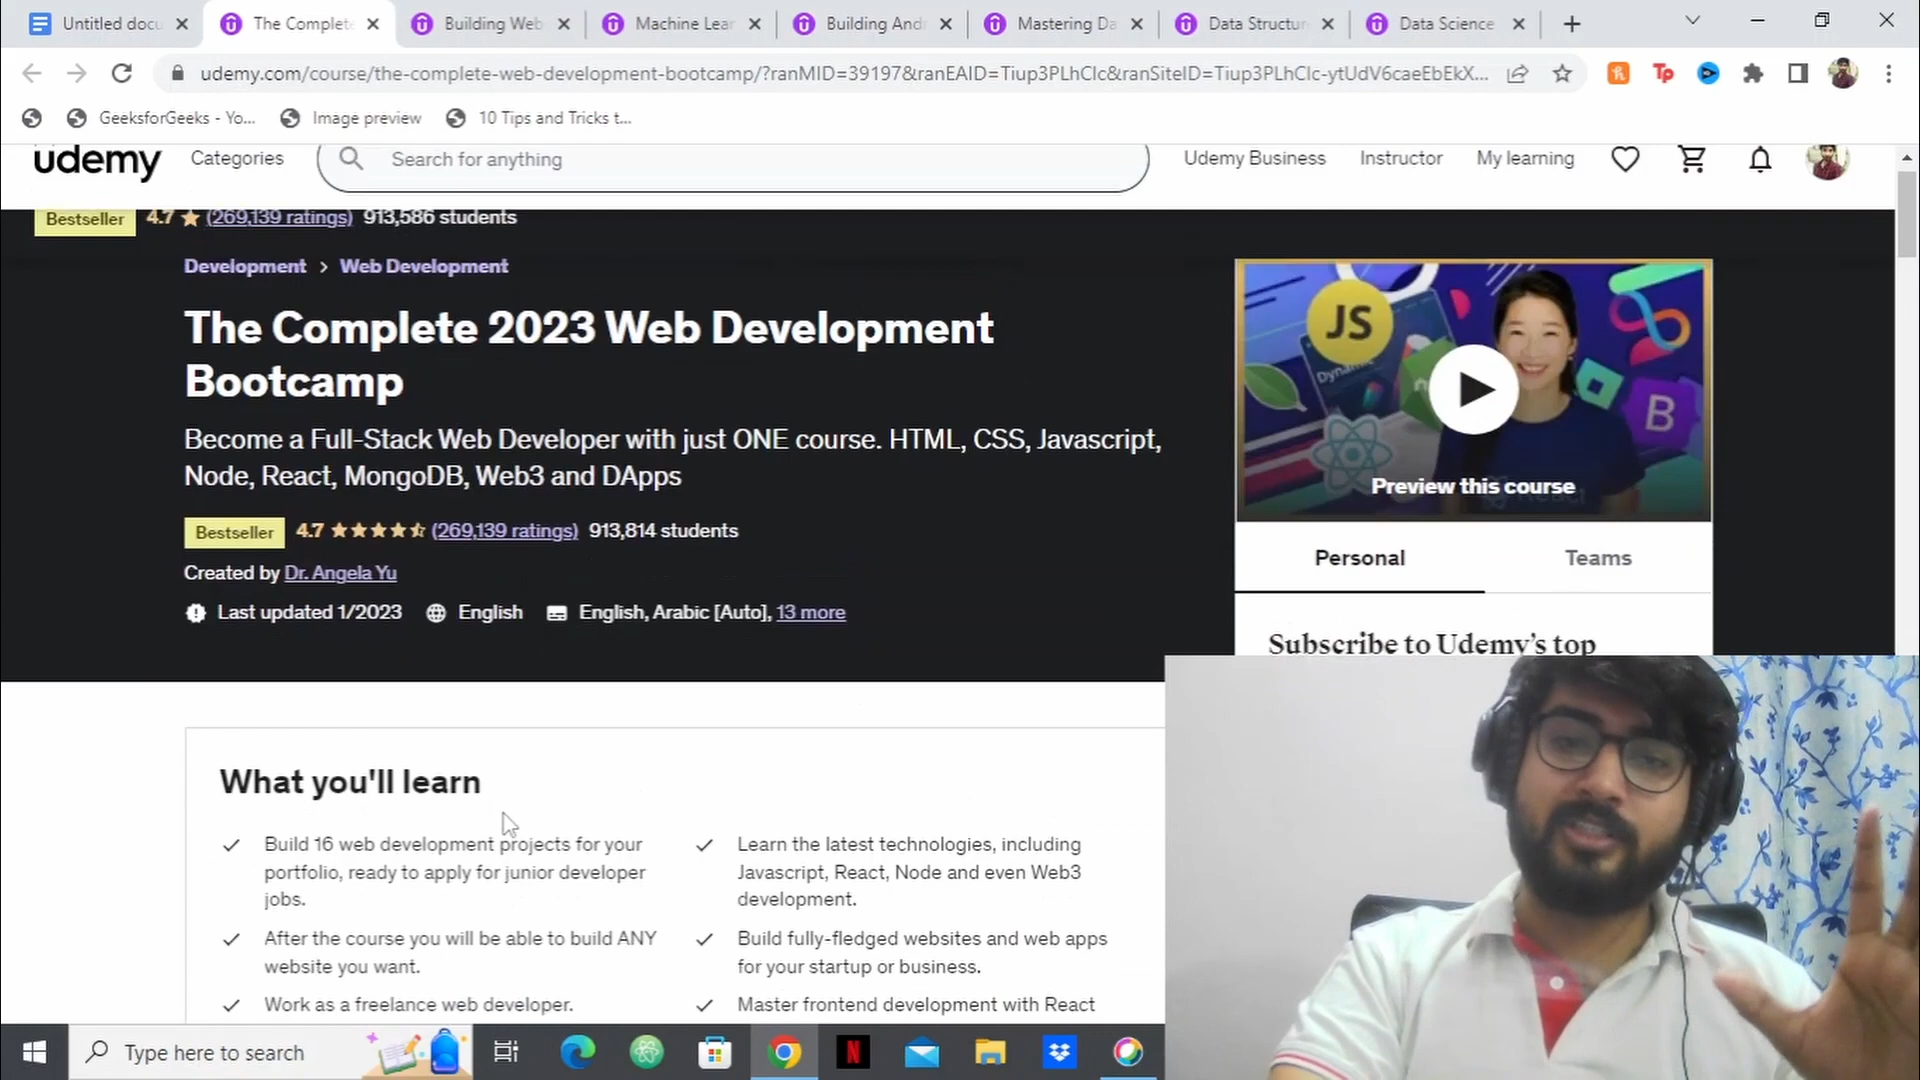 Untitled docu
The Complete
Building Web
Machine Lear
Building Andr
Mastering Da
Data Structur
Data Science
udemy.com/course/the-complete-web-development-bootcamp/?ranMID=39197&ranEAID=Tiup3PLhClc&ranSiteID=Tiup3PLhClc-ytUdV6caeEbEkX...
GeeksforGeeks - Yo...
Image preview
10 Tips and Tricks t...
udemy
Categories
Search for anything
Udemy Business
Instructor
My learning
Bestseller 4.7 (269,139 ratings) 913,586 students
Development > Web Development
The Complete 2023 Web Development
Bootcamp
Become a Full-Stack Web Developer with just ONE course. HTML, CSS, Javascript,
Node, React, MongoDB, Web3 and DApps
Bestseller 4.7 (269,139 ratings) 913,814 students
Created by Dr. Angela Yu
Last updated 1/2023 English English, Arabic [Auto], 13 more
JS
B
Preview this course
Personal
Teams
Subscribe to Udemy's top
What you'll learn
Build 16 web development projects for your
portfolio, ready to apply for junior developer
jobs.
After the course you will be able to build ANY
website you want.
Work as a freelance web developer.
Learn the latest technologies, including
Javascript, React, Node and even Web3
development.
Build fully-fledged websites and web apps
for your startup or business.
Master frontend development with React
Type here to search
N